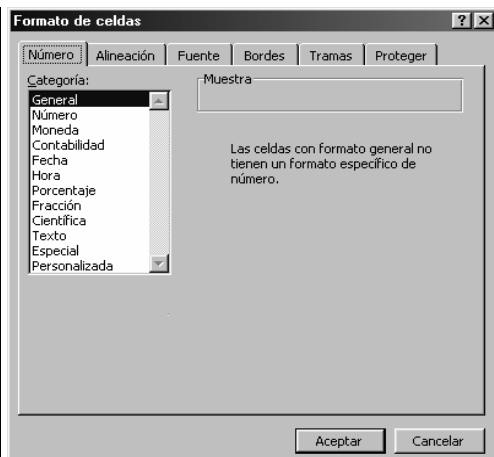 Formato de celdas
Número Alineación Fuente Bordes Tramas Proteger
Categoría:
General
Número
Moneda
Contabilidad
Fecha
Hora
Porcentaje
Fracción
Científica
Texto
Especial
Personalizada
Muestra
Las celdas con formato general no
tienen un formato específico de
número.
Aceptar Cancelar